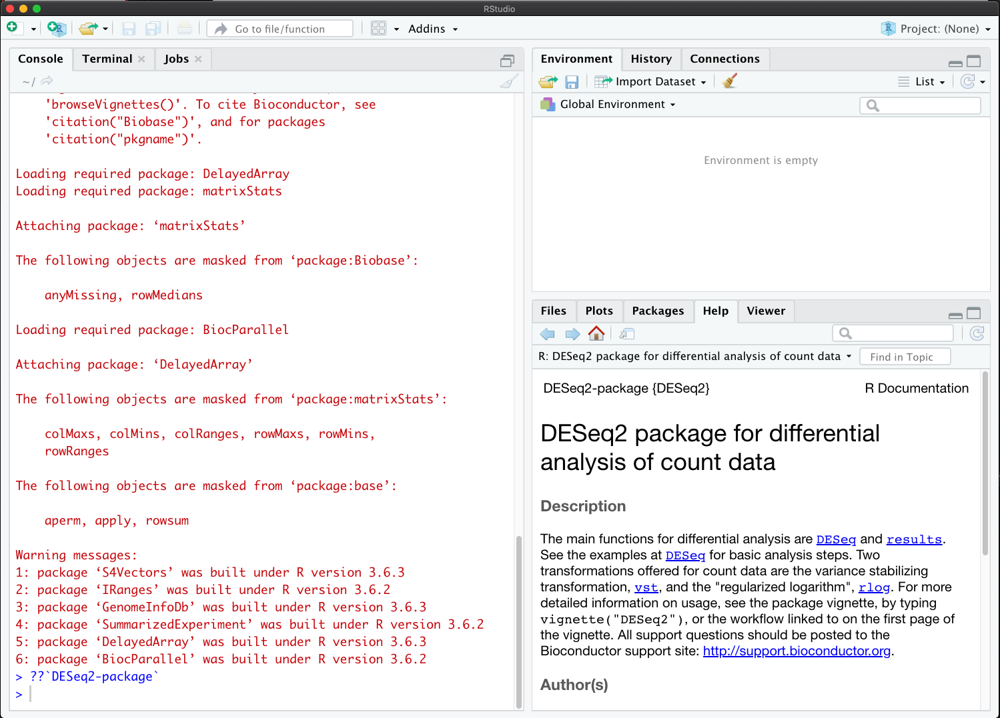 RStudio
Go to file/function
Addins
Project: (None)
Console
Terminal
Jobs
~/
'browseVignettes()'. To cite Bioconductor, see
'citation("Biobase")', and for packages
'citation("pkgname")'.
Loading required package: DelayedArray
Loading required package: matrixStats
Attaching package: ‘matrixStats’
The following objects are masked from ‘package:Biobase’:
anyMissing, rowMedians
Loading required package: BiocParallel
Attaching package: ‘DelayedArray’
The following objects are masked from ‘package:matrixStats’:
colMaxs, colMins, colRanges, rowMaxs, rowMins,
rowRanges
The following objects are masked from ‘package:base’:
aperm, apply, rowsum
Warning messages:
1: package ‘S4Vectors’ was built under R version 3.6.3
2: package ‘IRanges’ was built under R version 3.6.2
3: package ‘GenomeInfoDb’ was built under R version 3.6.3
4: package ‘SummarizedExperiment’ was built under R version 3.6.2
5: package ‘DelayedArray’ was built under R version 3.6.3
6: package ‘BiocParallel’ was built under R version 3.6.2
> ??`DESeq2-package`
>
Environment
History
Connections
Import Dataset
List
Global Environment
Environment is empty
Files
Plots
Packages
Help
Viewer
R: DESeq2 package for differential analysis of count data
Find in Topic
DESeq2-package {DESeq2}
R Documentation
DESeq2 package for differential
analysis of count data
Description
The main functions for differential analysis are DESeq and results.
See the examples at DESeq for basic analysis steps. Two
transformations offered for count data are the variance stabilizing
transformation, vst, and the "regularized logarithm", rlog. For more
detailed information on usage, see the package vignette, by typing
vignette("DESeq2"), or the workflow linked to on the first page of
the vignette. All support questions should be posted to the
Bioconductor support site: http://support.bioconductor.org.
Author(s)